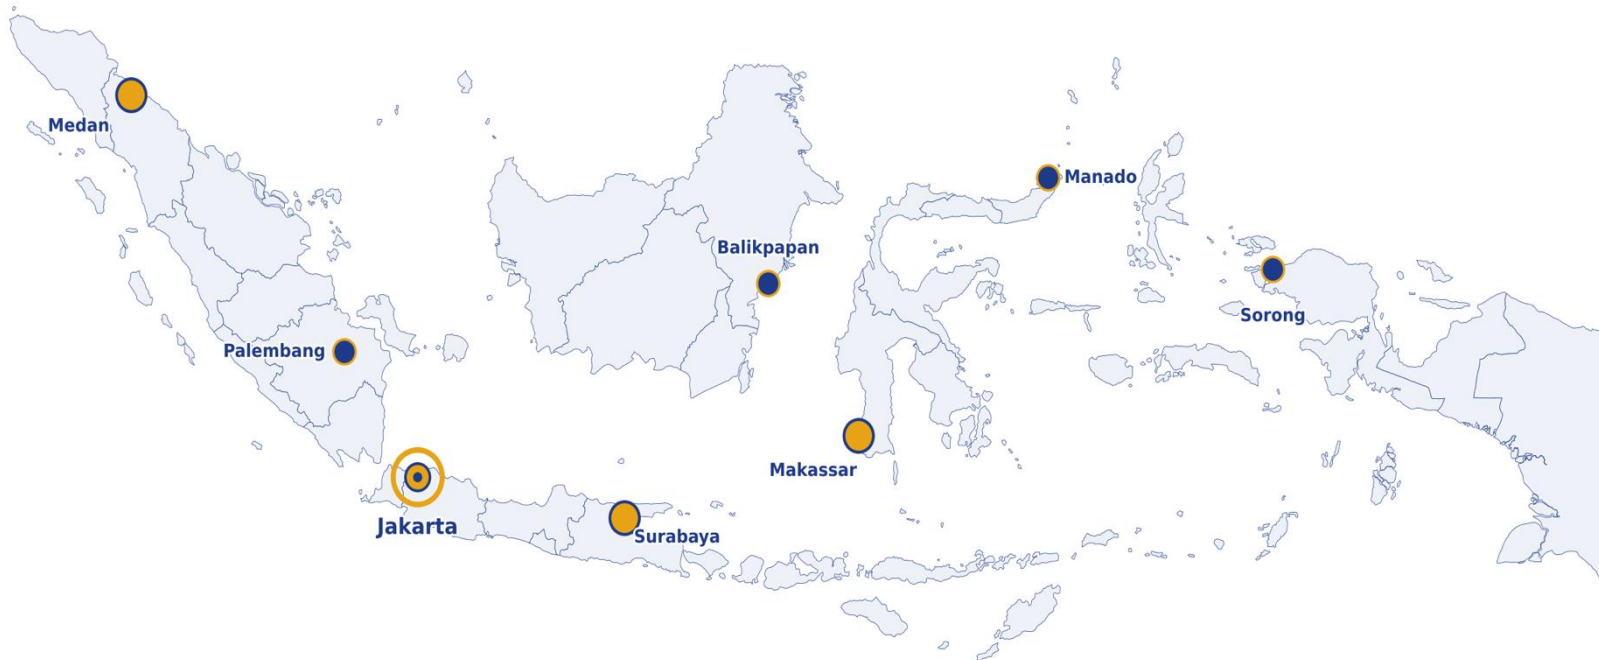 Medan
Manado
Balikpapan
Sorong
Palembang
Makassar
Jakarta
Surabaya